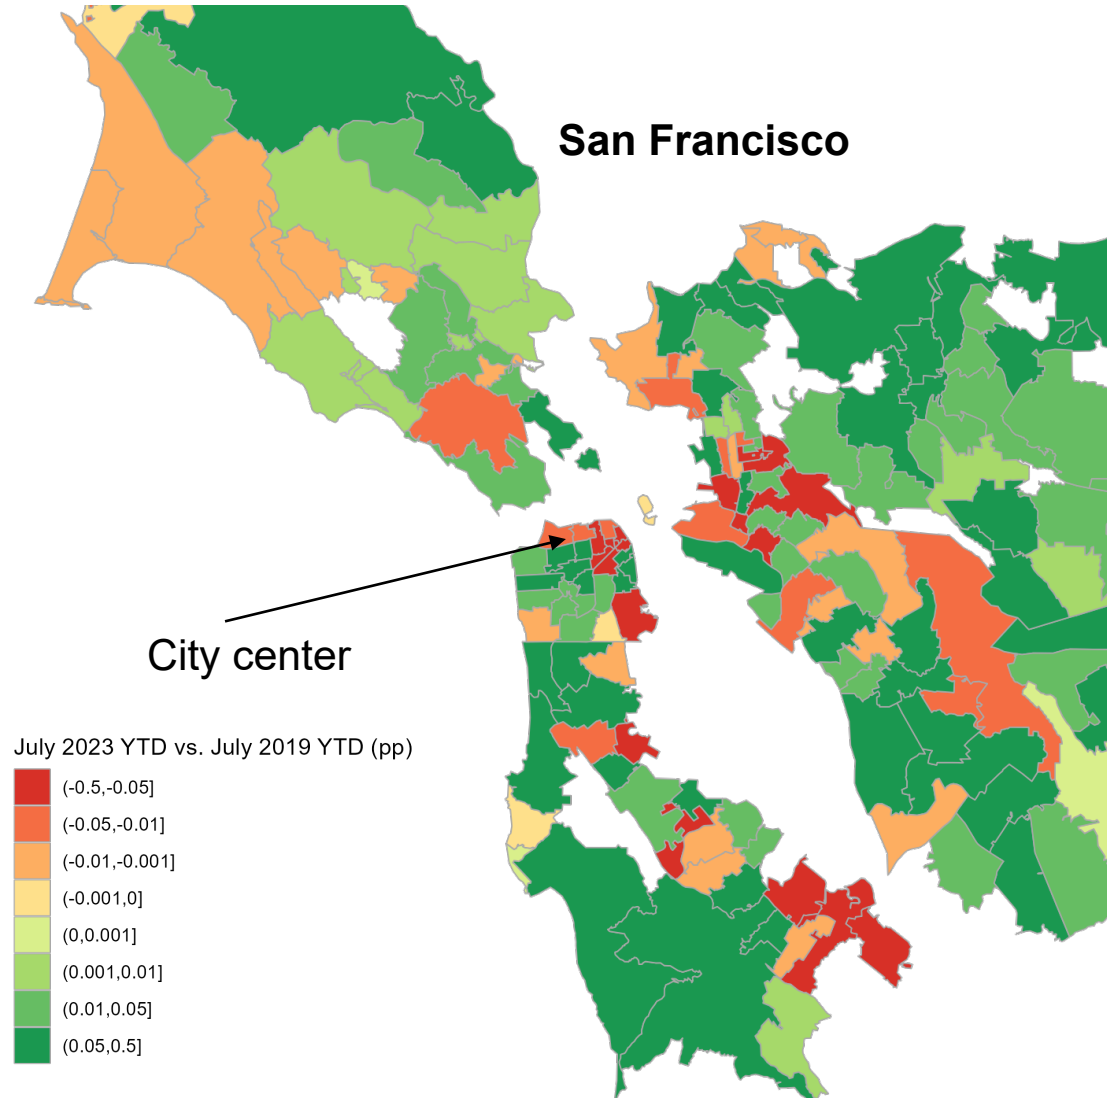 San Francisco
City center
July 2023 YTD vs. July 2019 YTD (pp)
(-0.5,-0.05]
(-0.05,-0.01]
(-0.01,-0.001]
(-0.001,0]
(0,0.001]
(0.001,0.01]
(0.01,0.05]
(0.05,0.5]